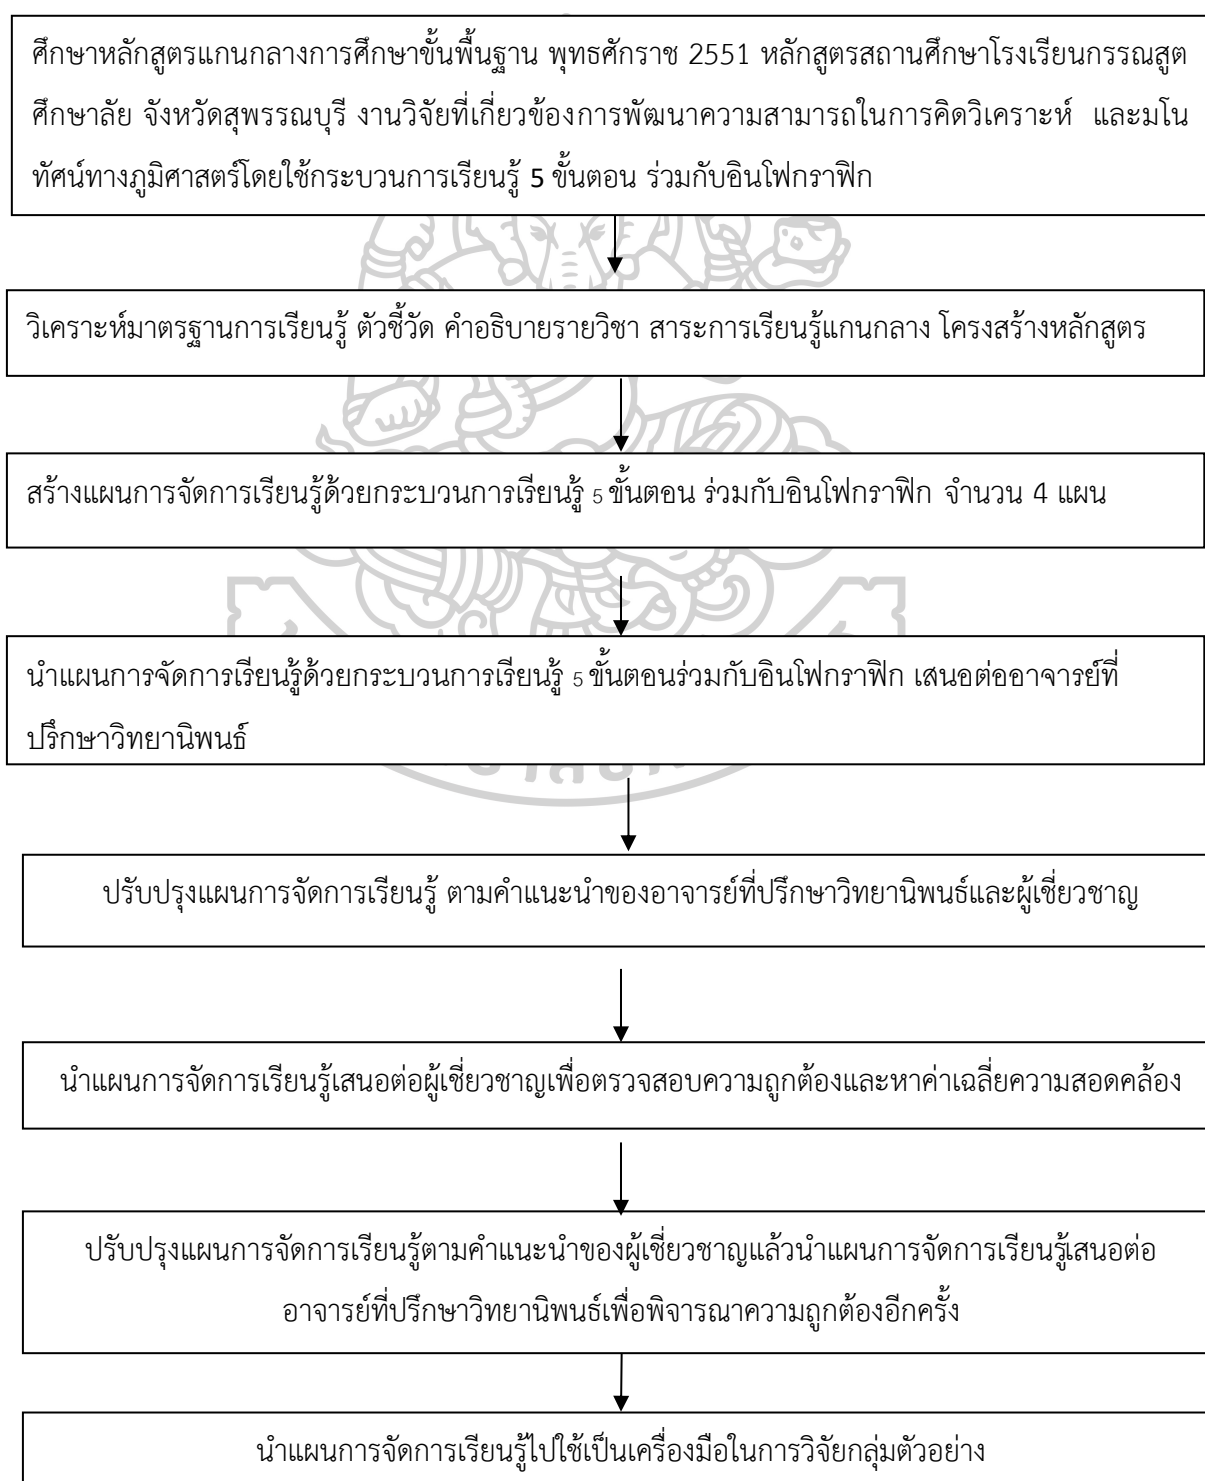 ศึกษาหลักสูตรแกนกลางการศึกษาขั้นพื้นฐาน พุทธศักราช 2551 หลักสูตรสถานศึกษาโรงเรียนกรรณสูต
ศึกษาลัย จังหวัดสุพรรณบุรี งานวิจัยที่เกี่ยวข้องการพัฒนาความสามารถในการคิดวิเคราะห์ และมโน
ทัศน์ทางภูมิศาสตร์โดยใช้กระบวนการเรียนรู้ 5 ขั้นตอน ร่วมกับอินโฟกราฟิก
วิเคราะห์มาตรฐานการเรียนรู้ ตัวชี้วัด คำอธิบายรายวิชา สาระการเรียนรู้แกนกลาง โครงสร้างหลักสูตร
สร้างแผนการจัดการเรียนรู้ด้วยกระบวนการเรียนรู้ 5 ขั้นตอน ร่วมกับอินโฟกราฟิก จำนวน 4 แผน
นำแผนการจัดการเรียนรู้ด้วยกระบวนการเรียนรู้ 5 ขั้นตอนร่วมกับอินโฟกราฟิก เสนอต่ออาจารย์ที่
ปรึกษาวิทยานิพนธ์
ปรับปรุงแผนการจัดการเรียนรู้ ตามคำแนะนำของอาจารย์ที่ปรึกษาวิทยานิพนธ์และผู้เชี่ยวชาญ
นำแผนการจัดการเรียนรู้เสนอต่อผู้เชี่ยวชาญเพื่อตรวจสอบความถูกต้องและหาค่าเฉลี่ยความสอดคล้อง
ปรับปรุงแผนการจัดการเรียนรู้ตามคำแนะนำของผู้เชี่ยวชาญแล้วนำแผนการจัดการเรียนรู้เสนอต่อ
อาจารย์ที่ปรึกษาวิทยานิพนธ์เพื่อพิจารณาความถูกต้องอีกครั้ง
นำแผนการจัดการเรียนรู้ไปใช้เป็นเครื่องมือในการวิจัยกลุ่มตัวอย่าง